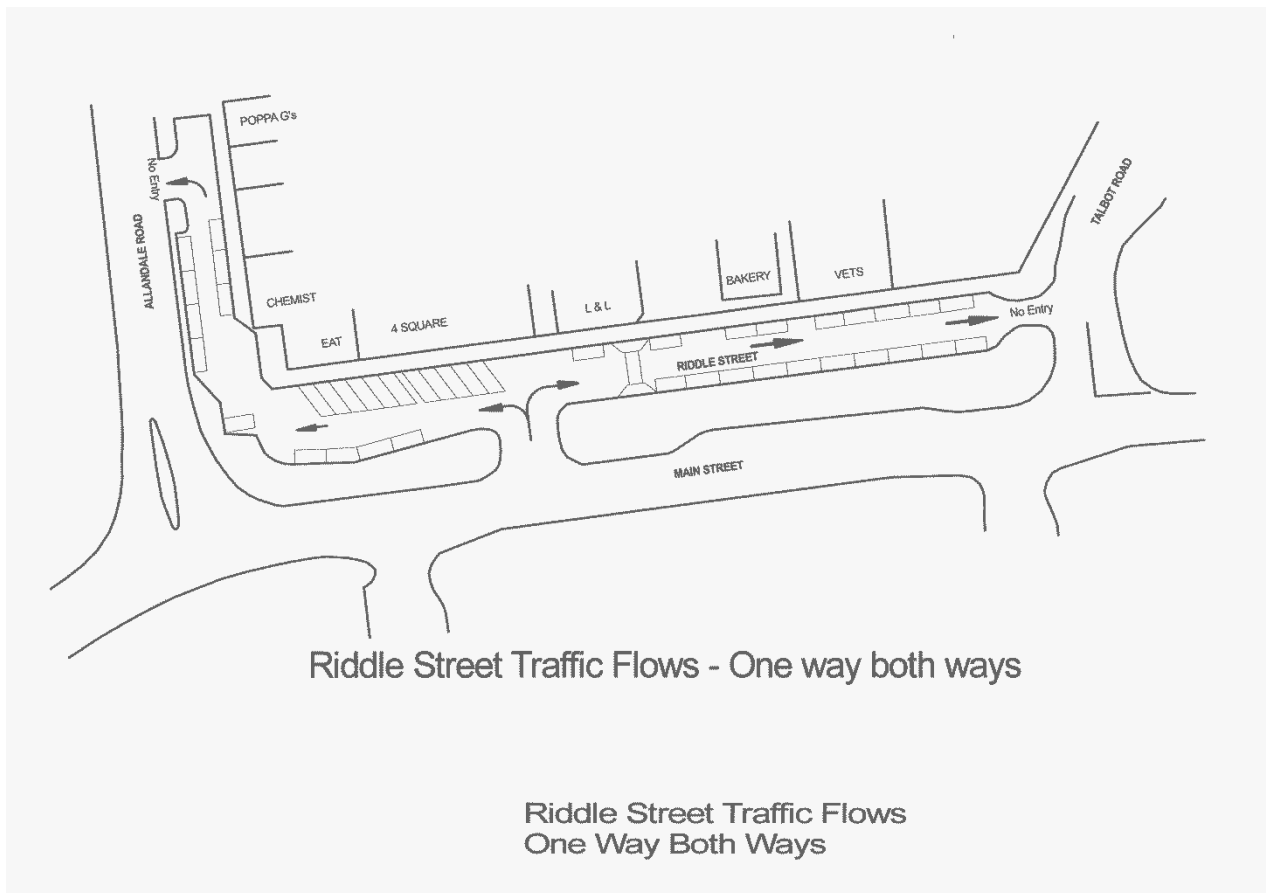 POPPA G's
No Entry
ALLANDALE ROAD
TALBOT ROAD
CHEMIST
EAT
4 SQUARE
L & L
BAKERY
VETS
No Entry
RIDDLE STREET
MAIN STREET
Riddle Street Traffic Flows - One way both ways
Riddle Street Traffic Flows
One Way Both Ways